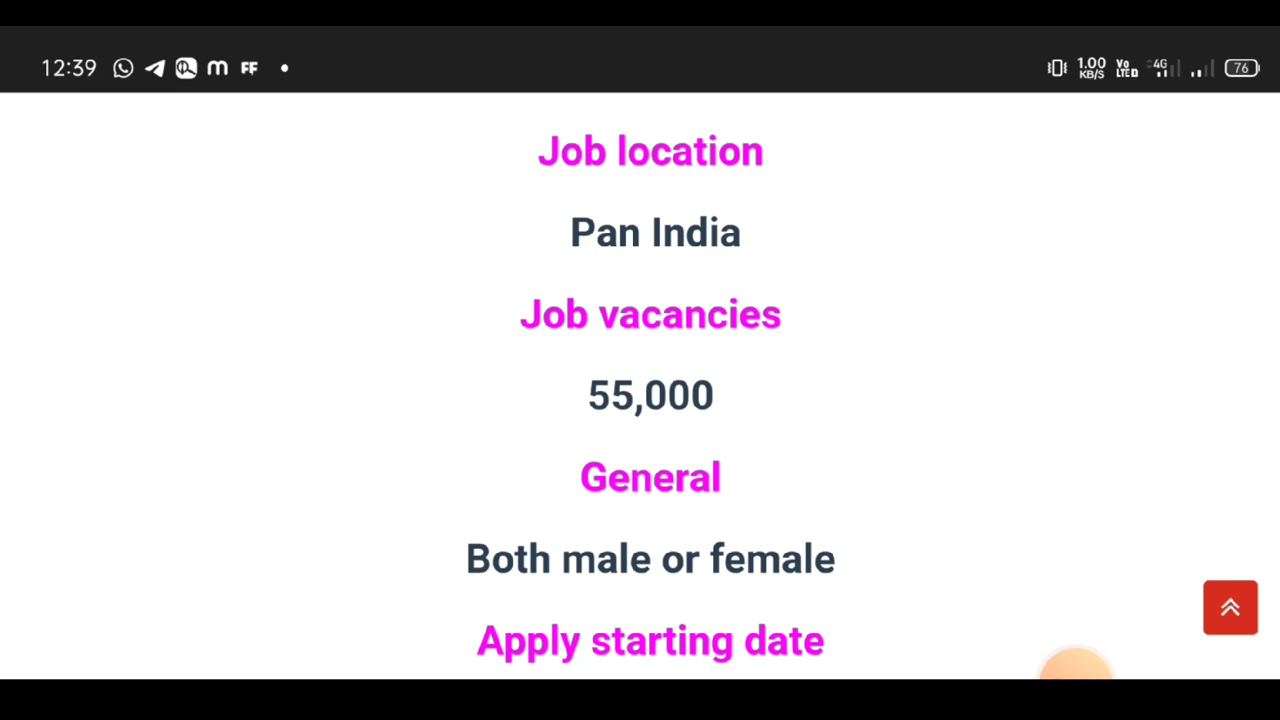 12:39 m FF 1.00 KB/S Vo LTE 4G 76
Job location
Pan India
Job vacancies
55,000
General
Both male or female
Apply starting date